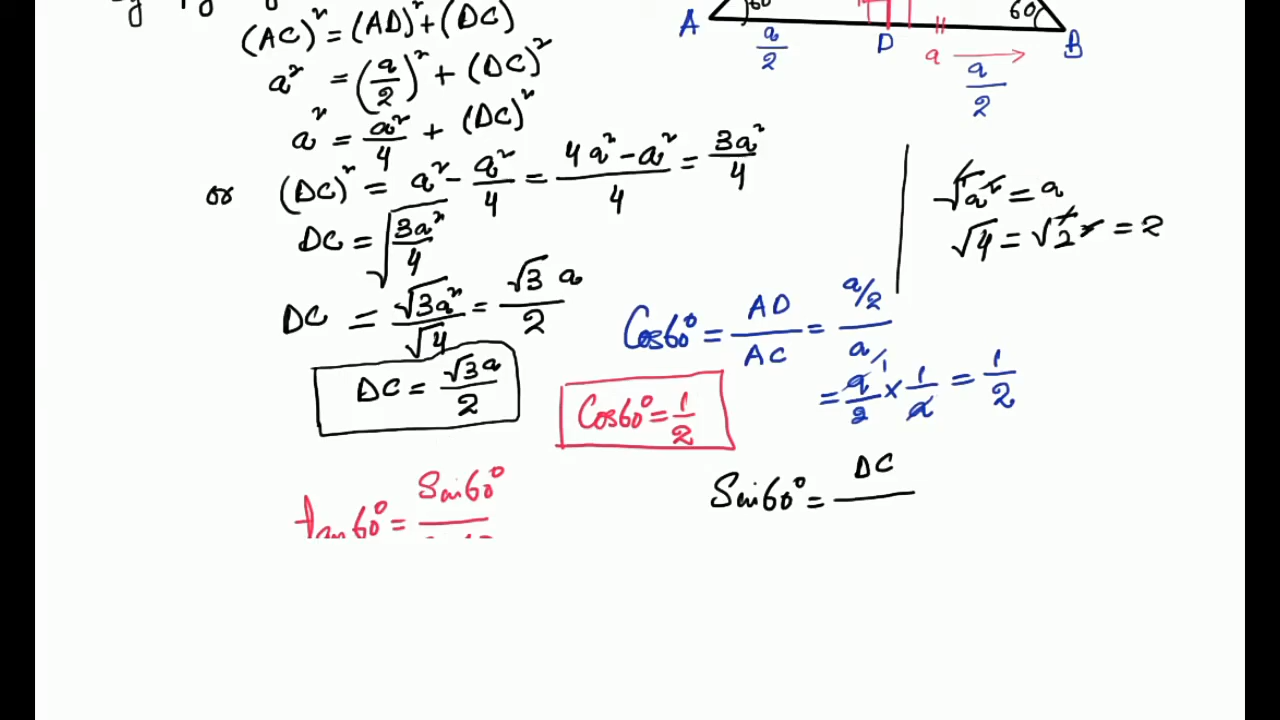 (AC)² = (AD)² + (DC)
a² = (a/2)² + (DC)²
a² = a²/4 + (DC)²
or (DC)² = a² - a²/4 = 4a² - a²/4 = 3a²/4
DC = √3a²/4
DC = √3a²/√4 = √3 a/2
DC = √3a/2
60
60
A
a/2
D
a
a/2
B
√a² = a
√4 = √2² = 2
Cos60° = AD/AC = a/2/a/1
= a/2 × 1/a = 1/2
Cos60° = 1/2
Sin60° = DC
tan60° = Sin60°